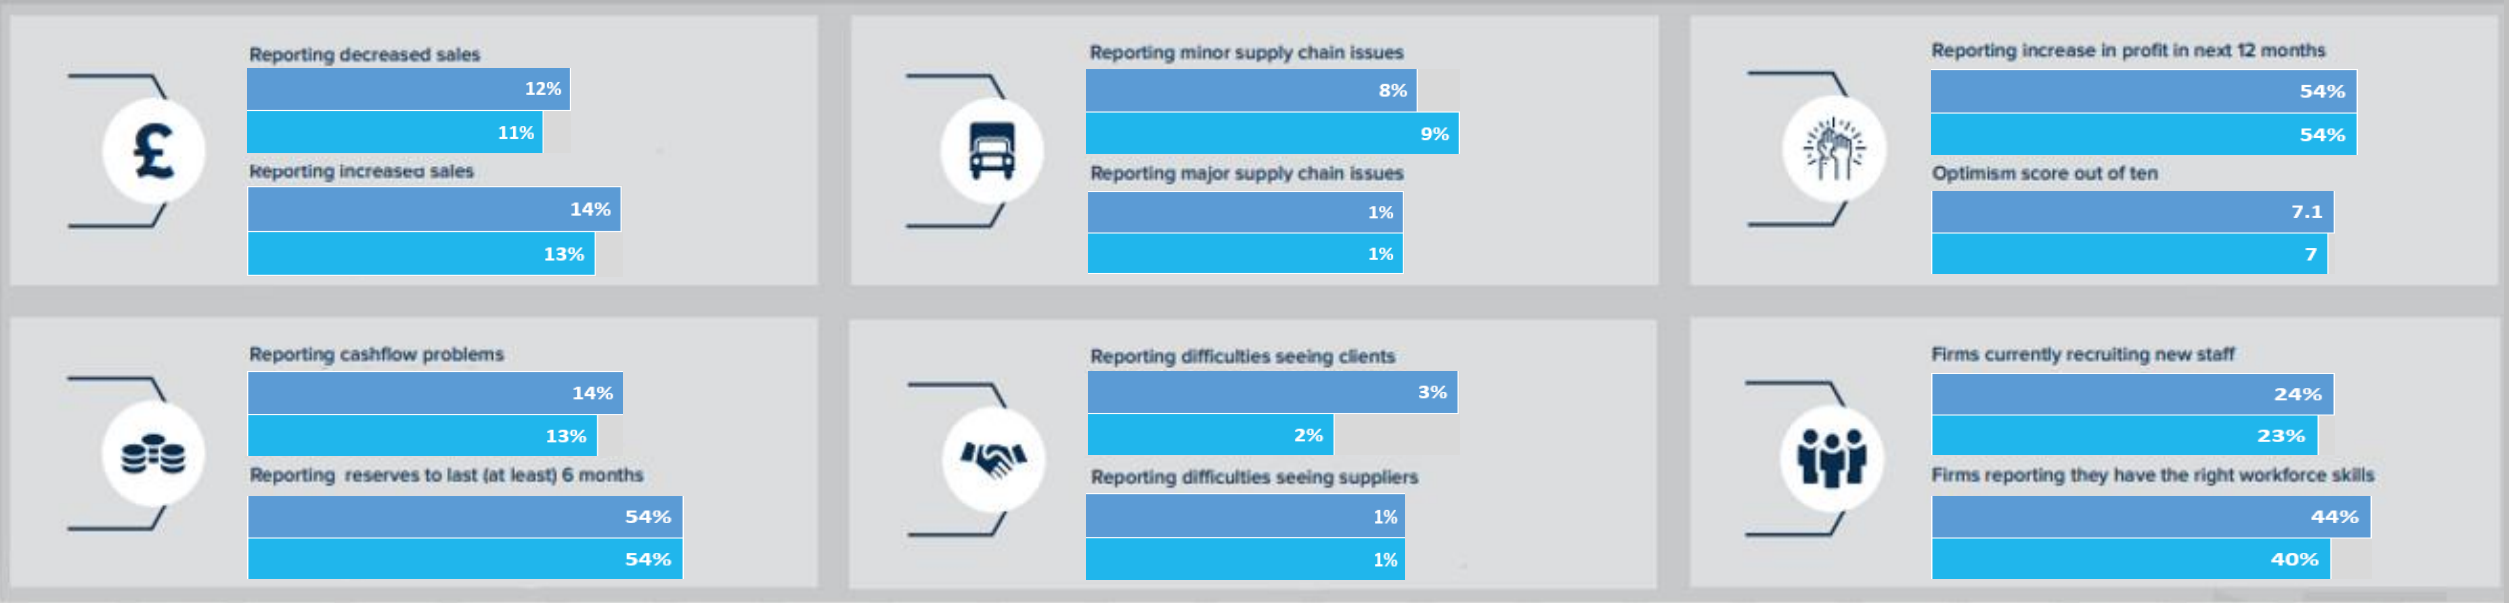 Reporting decreased sales
12%
11%
Reporting increased sales
14%
13%
Reporting minor supply chain issues
8%
9%
Reporting major supply chain issues
1%
1%
Reporting increase in profit in next 12 months
54%
54%
Optimism score out of ten
7.1
7
Reporting cashflow problems
14%
13%
Reporting reserves to last (at least) 6 months
54%
54%
Reporting difficulties seeing clients
3%
2%
Reporting difficulties seeing suppliers
1%
1%
Firms currently recruiting new staff
24%
23%
Firms reporting they have the right workforce skills
44%
40%
£